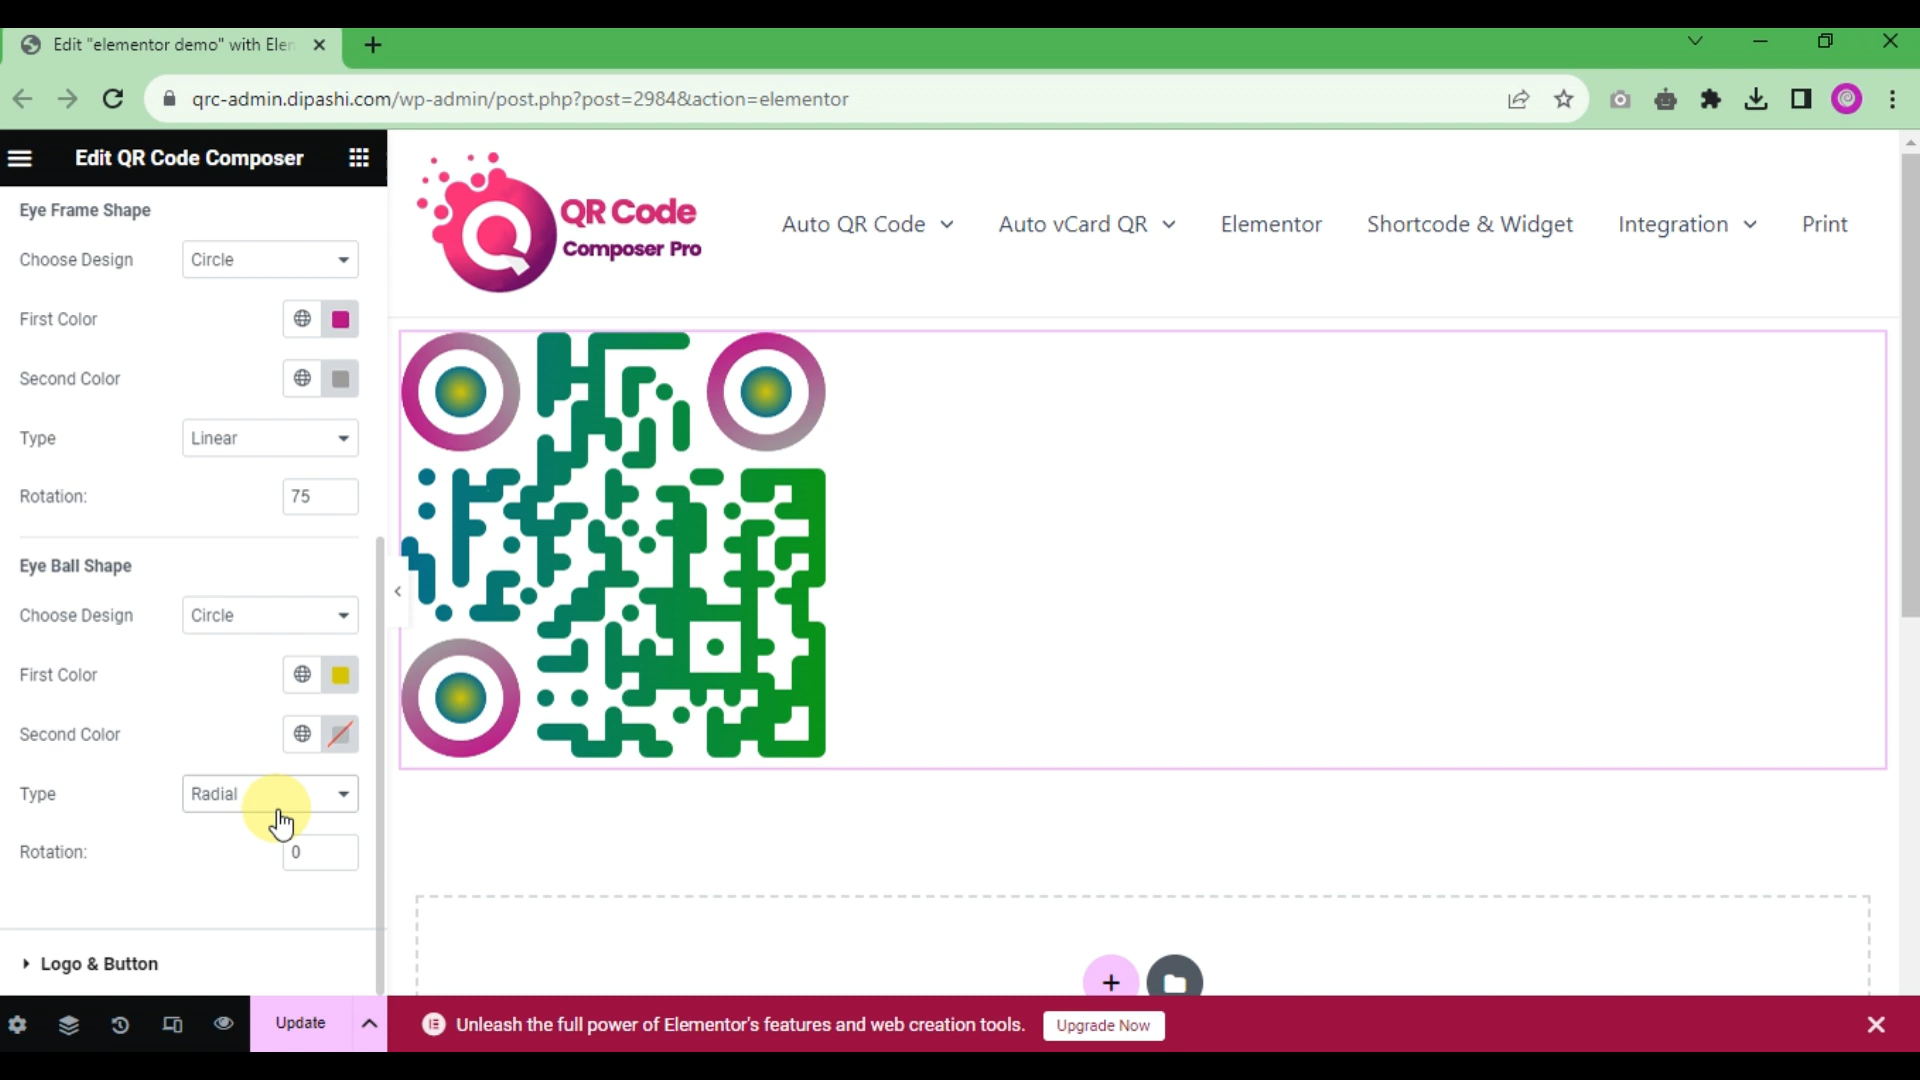 Edit "elementor demo" with Elen
qrc-admin.dipashi.com/wp-admin/post.php?post=2984&action=elementor
Edit QR Code Composer
Eye Frame Shape
Choose Design Circle
First Color
Second Color
Type Linear
Rotation: 75
Eye Ball Shape
Choose Design Circle
First Color
Second Color
Type Radial
Rotation: 0
Logo & Button
Update
QR Code
Composer Pro
Auto QR Code Auto vCard QR Elementor Shortcode & Widget Integration Print
Unleash the full power of Elementor's features and web creation tools. Upgrade Now